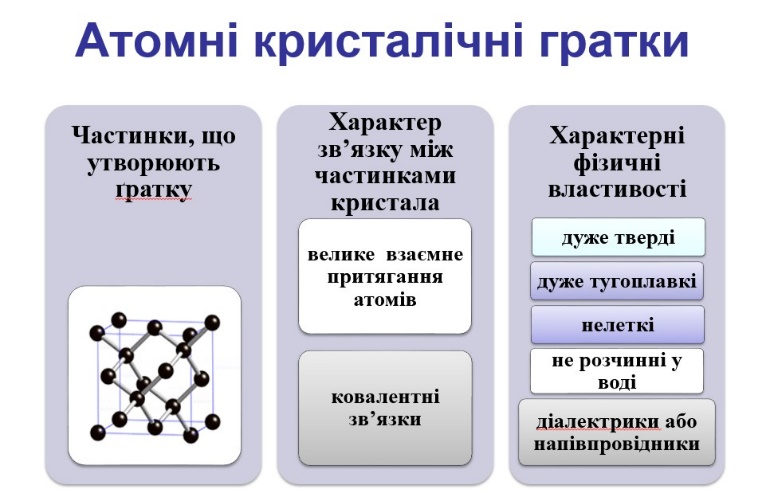 Атомні кристалічні гратки
Частинки, що
утворюють
ґратку
Характер
зв’язку між
частинками
кристала
велике взаємне
притягання
атомів
ковалентні
зв’язки
Характерні
фізичні
властивості
дуже тверді
дуже тугоплавкі
нелеткі
не розчинні у
воді
діалектрики або
напівпровідники